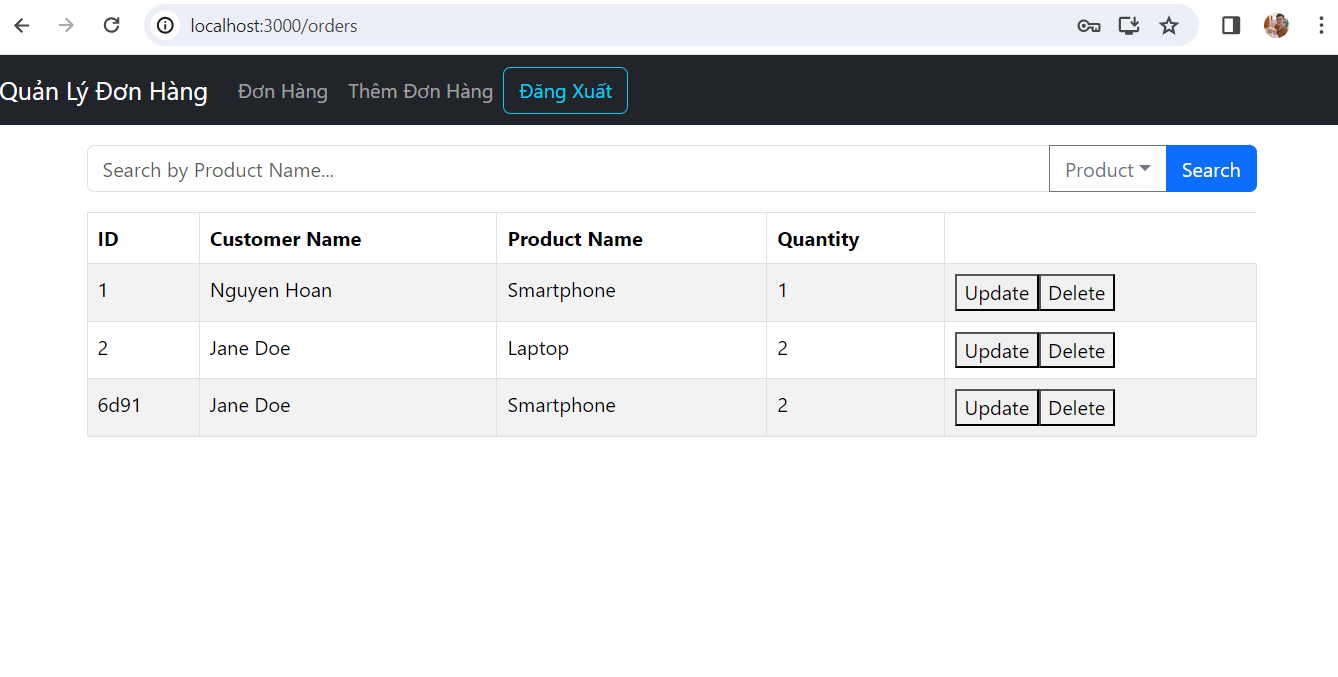 localhost:3000/orders
Quản Lý Đơn Hàng Đơn Hàng Thêm Đơn Hàng Đăng Xuất
Search by Product Name... Product Search
ID Customer Name Product Name Quantity
1 Nguyen Hoan Smartphone 1 Update Delete
2 Jane Doe Laptop 2 Update Delete
6d91 Jane Doe Smartphone 2 Update Delete